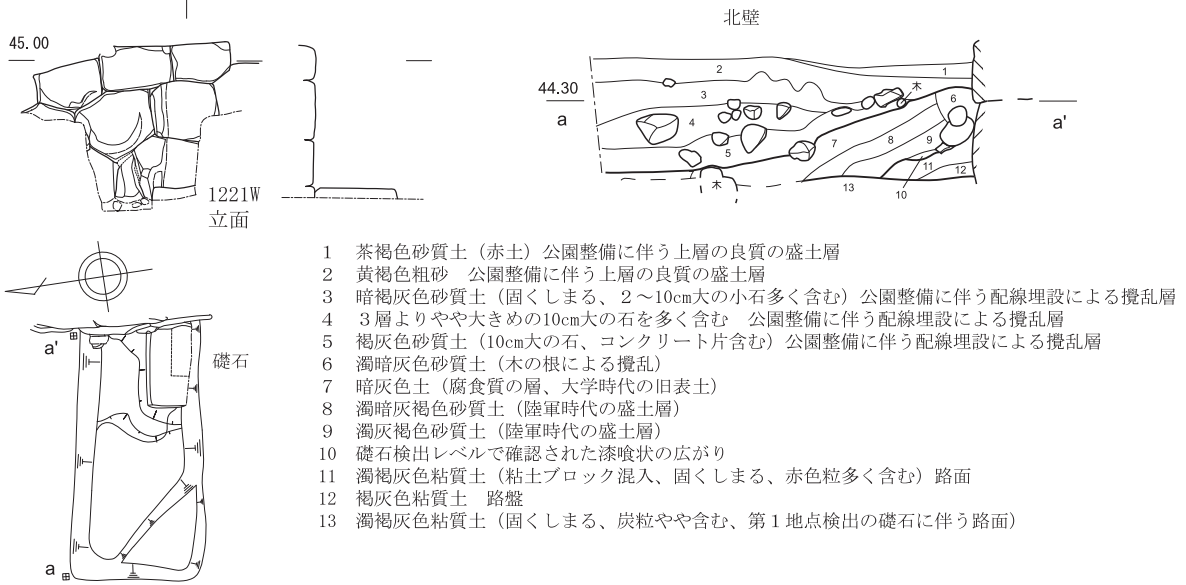 45.00
1221W
立面
北壁
44.30
a
a'
1
2
3
4
5
6
7
8
9
10
11
12
13
木
木
礎石
a'
a
1 茶褐色砂質土（赤土）公園整備に伴う上層の良質の盛土層
2 黄褐色粗砂　公園整備に伴う上層の良質の盛土層
3 暗褐灰色砂質土（固くしまる、２～10cm大の小石多く含む）公園整備に伴う配線埋設による攪乱層
4 ３層よりやや大きめの10cm大の石を多く含む　公園整備に伴う配線埋設による攪乱層
5 褐灰色砂質土（10cm大の石、コンクリート片含む）公園整備に伴う配線埋設による攪乱層
6 濁暗灰色砂質土（木の根による攪乱）
7 暗灰色土（腐食質の層、大学時代の旧表土）
8 濁暗灰褐色砂質土（陸軍時代の盛土層）
9 濁灰褐色砂質土（陸軍時代の盛土層）
10 礎石検出レベルで確認された漆喰状の広がり
11 濁褐灰色粘質土（粘土ブロック混入、固くしまる、赤色粒多く含む）路面
12 褐灰色粘質土　路盤
13 濁褐灰色粘質土（固くしまる、炭粒やや含む、第１地点検出の礎石に伴う路面）